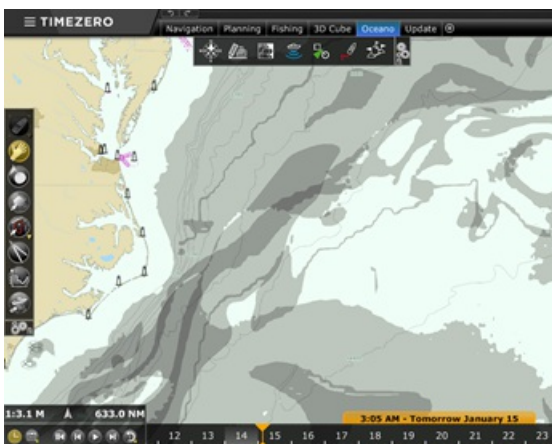 ≡ TIMEZERO
Navigation Planning Fishing 3D Cube Oceano Update
1:3.1 M 633.0 NM
3:05 AM - Tomorrow January 15
12 13 14 15 16 17 18 19 20 21 22 23